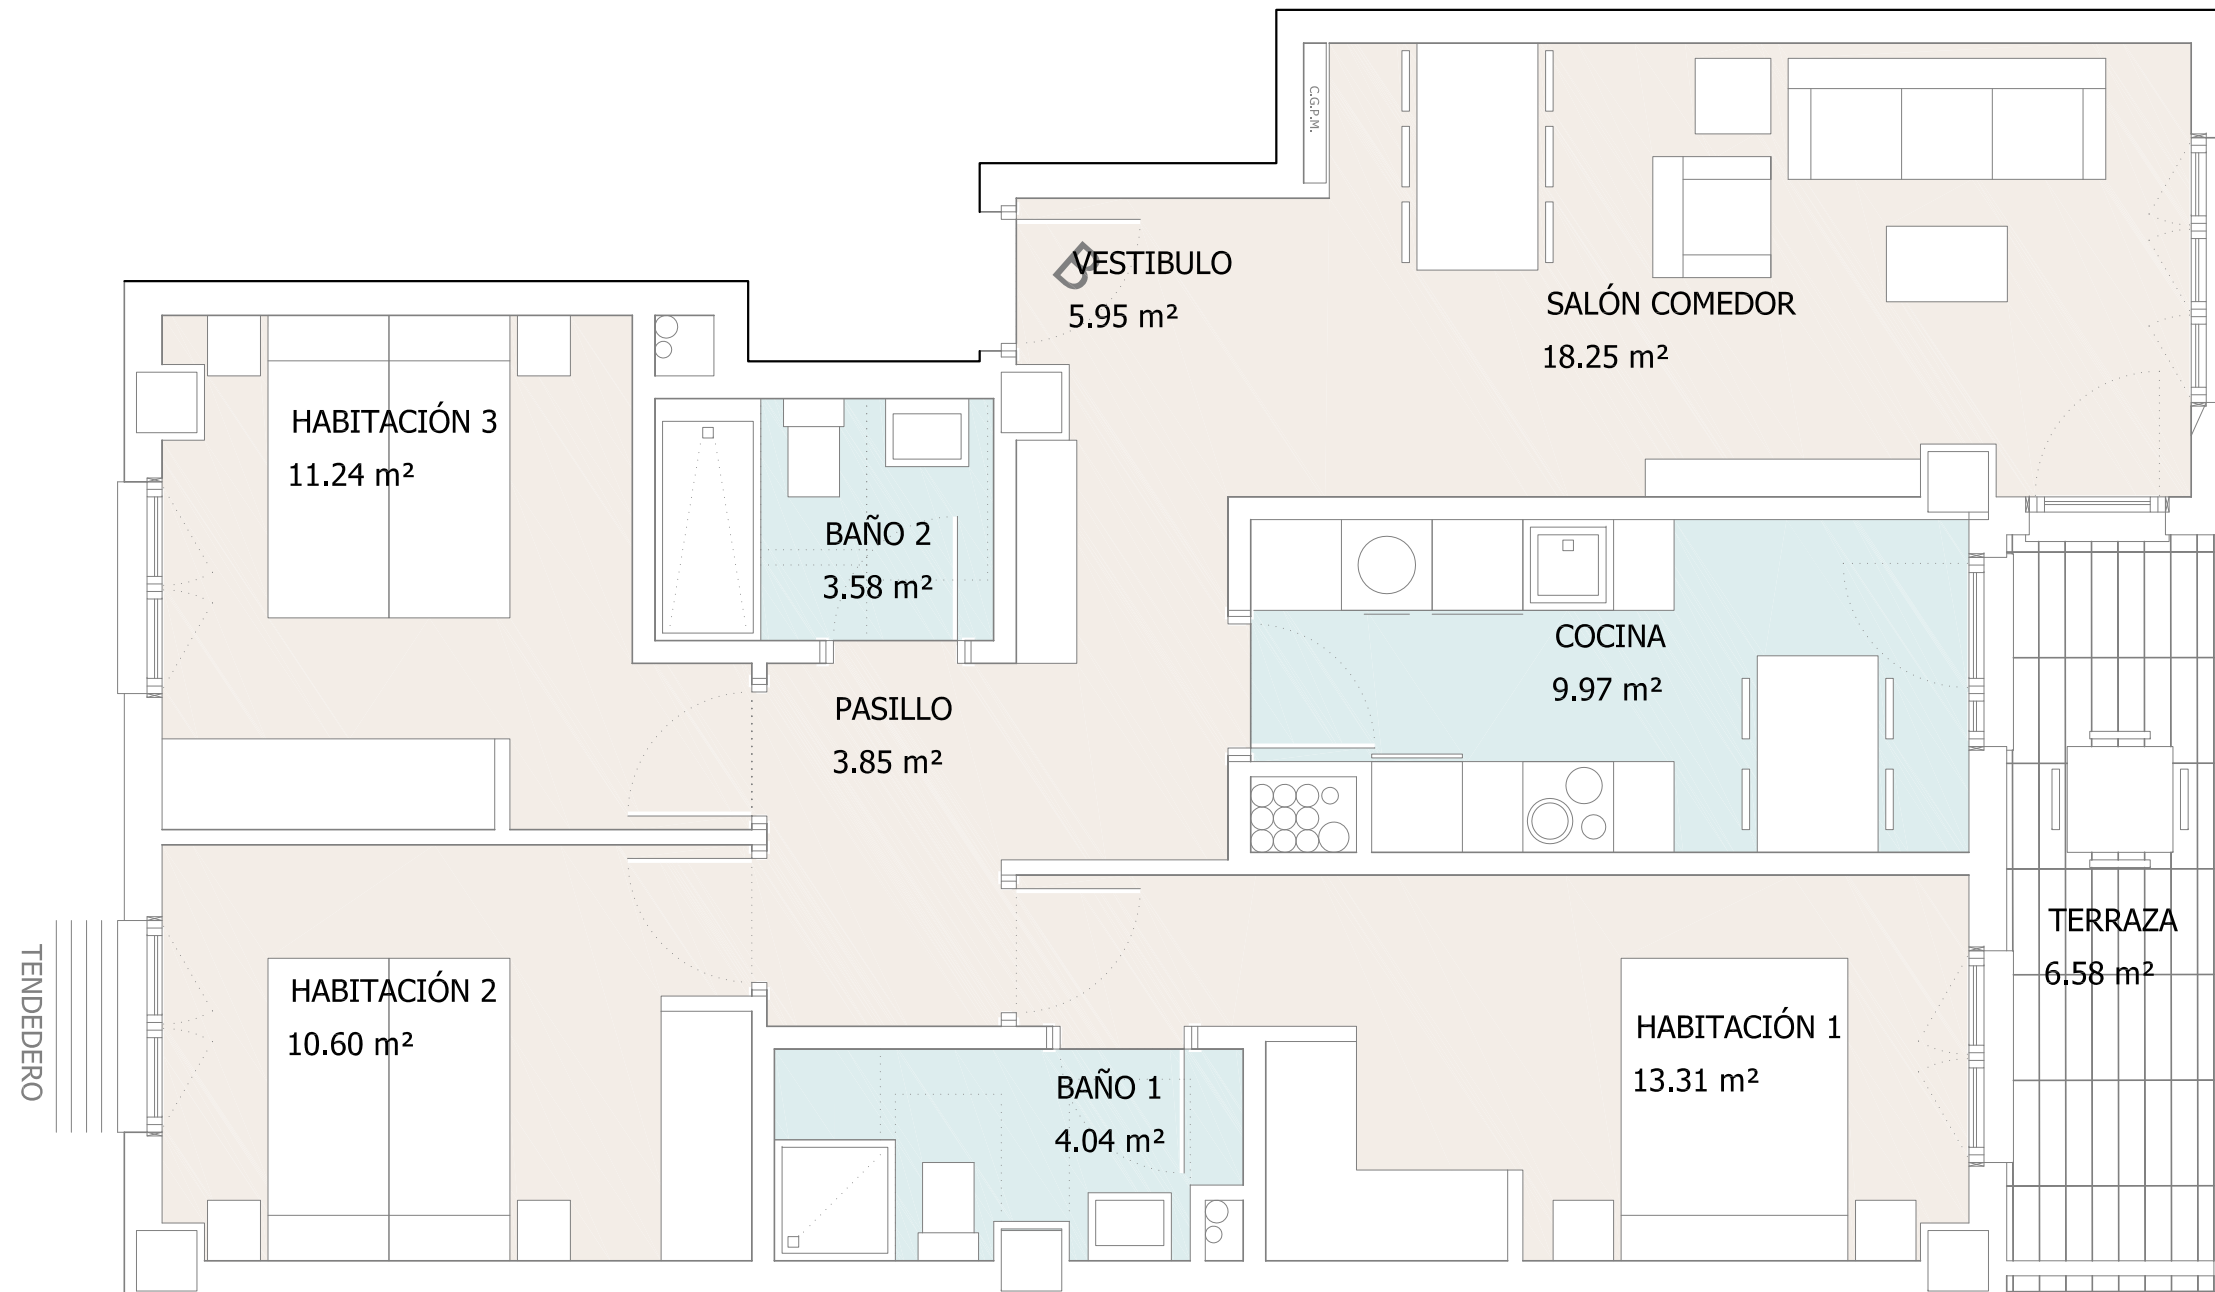 C.G.P.M.
B
VESTIBULO
5.95 m²
SALÓN COMEDOR
18.25 m²
HABITACIÓN 3
11.24 m²
BAÑO 2
3.58 m²
COCINA
9.97 m²
PASILLO
3.85 m²
TERRAZA
6.58 m²
TENDEDERO
HABITACIÓN 2
10.60 m²
HABITACIÓN 1
13.31 m²
BAÑO 1
4.04 m²